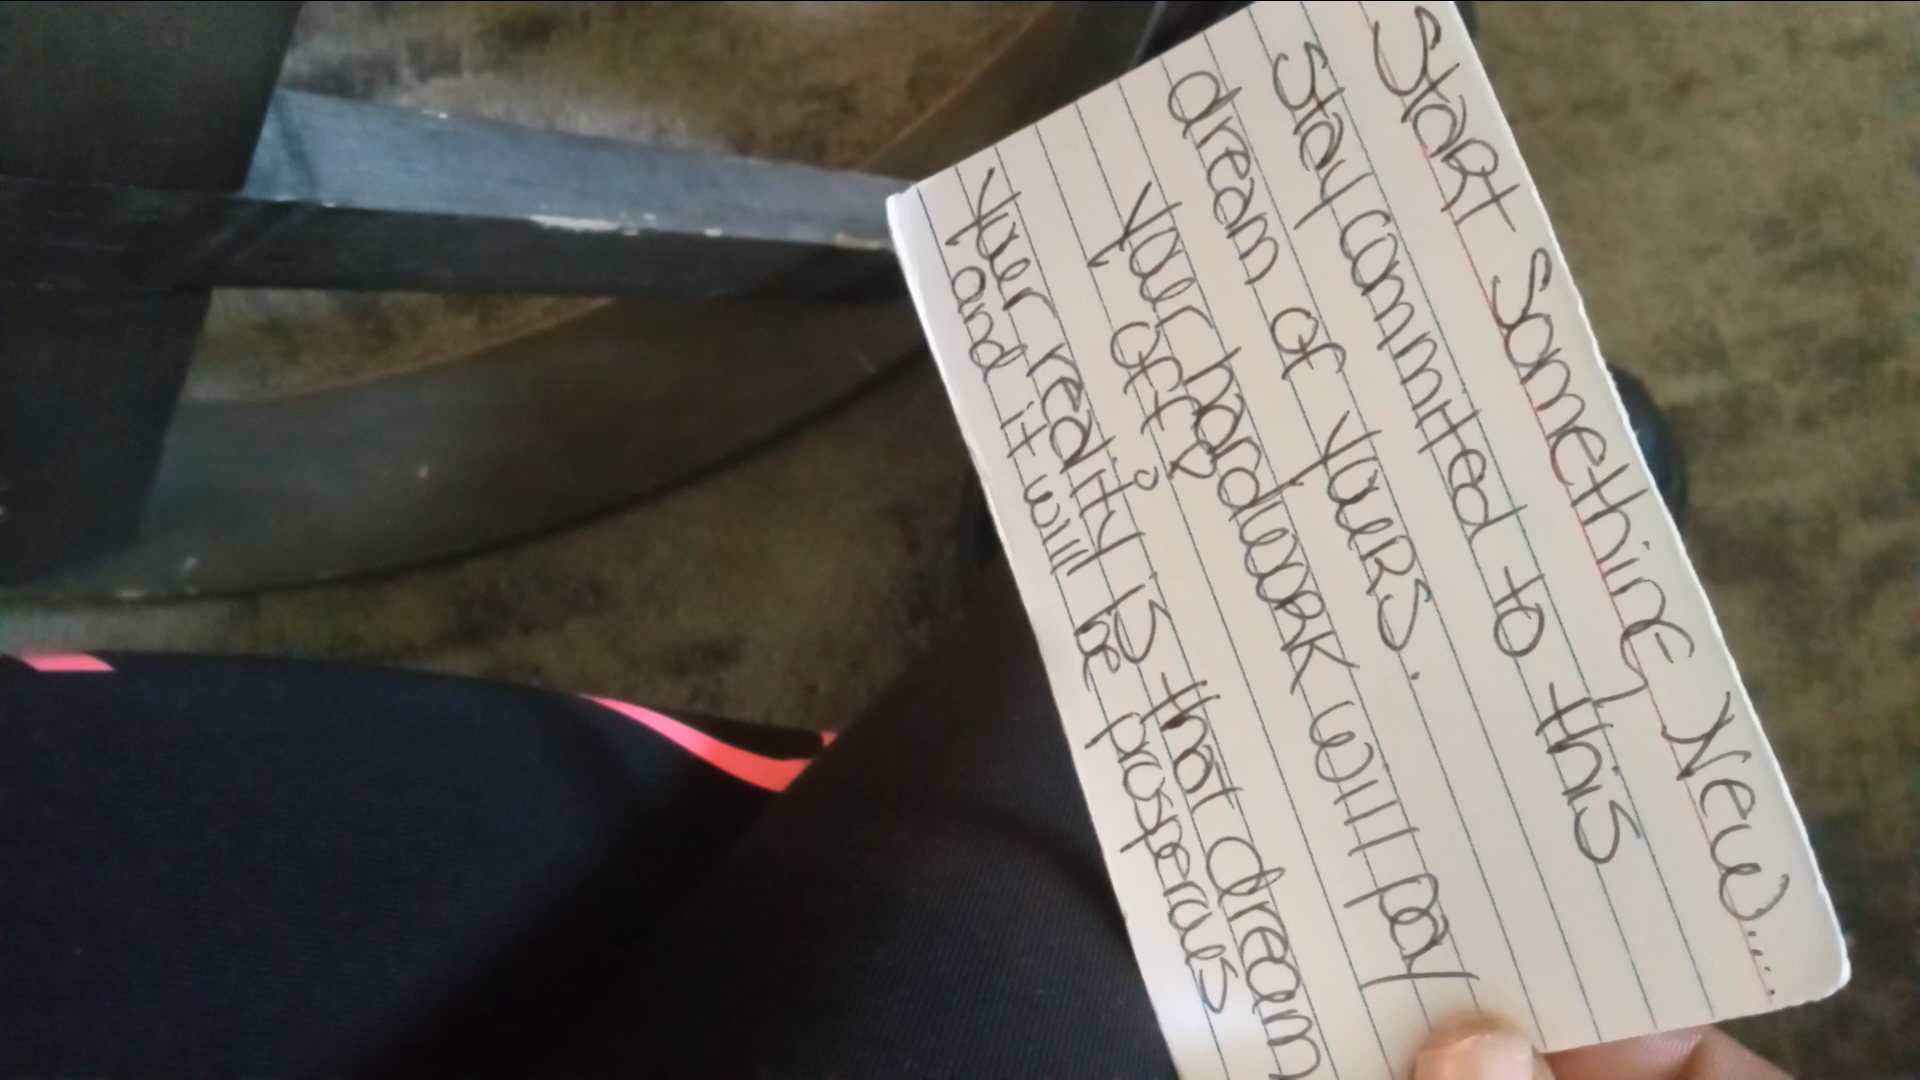 Start Something New.....
Stay committed to this
dream of yours.
Your hardwork will pay
off!
Your reality is that dream
and it will be prosperous